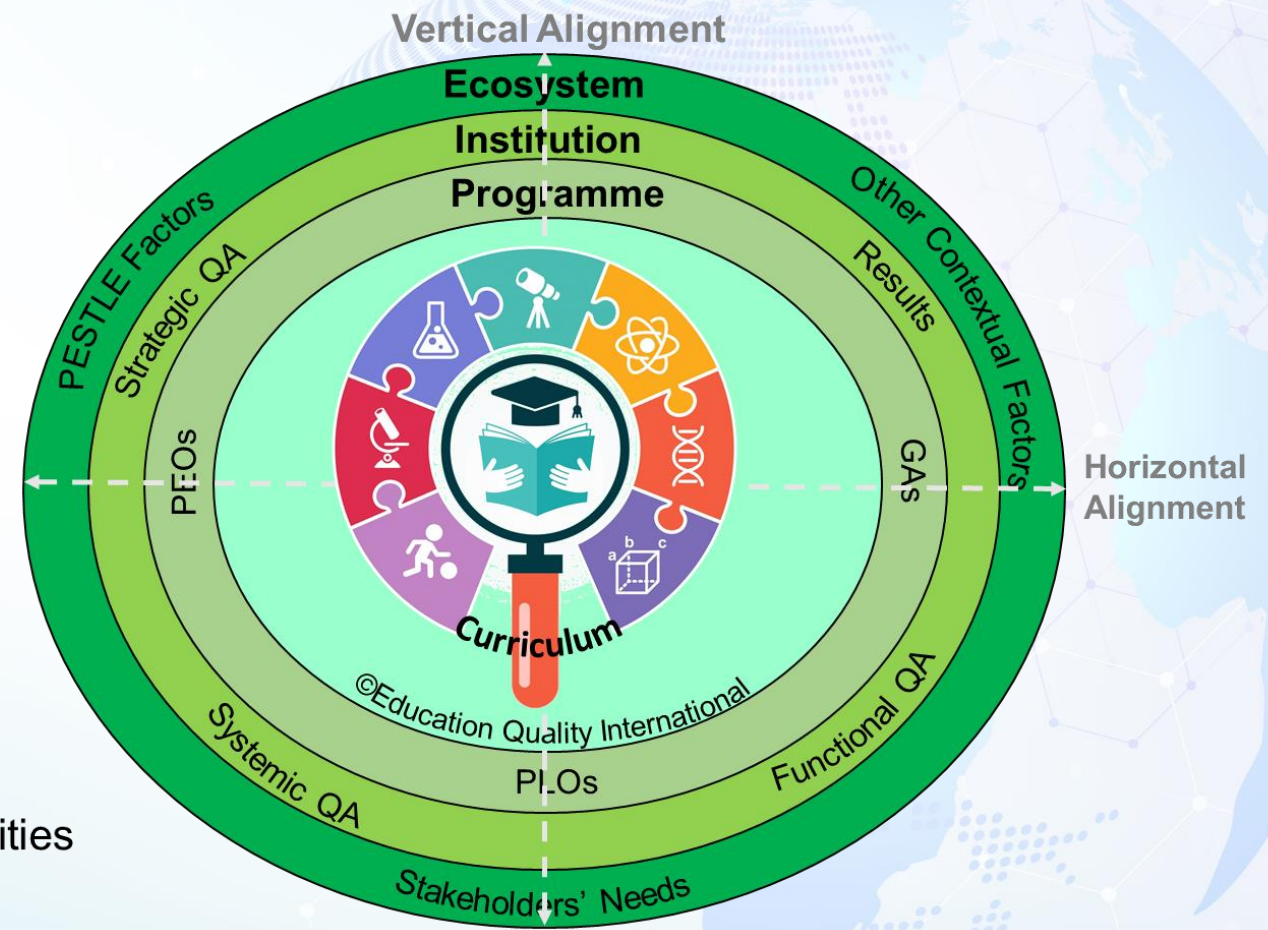 Vertical Alignment
Ecosystem
Institution
Programme
PESTLE Factors
Other Contextual Factors
Strategic QA
Results
PEOs
GAs
Horizontal
Alignment
a b c
Curriculum
©Education Quality International
Systemic QA
Functional QA
PLOs
ities
Stakeholders' Needs